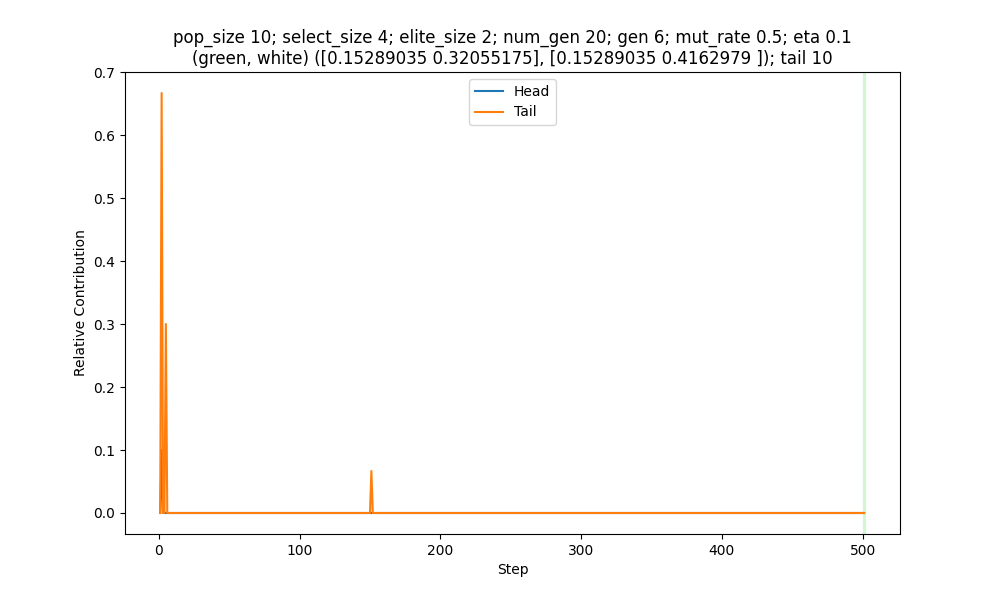 pop_size 10; select_size 4; elite_size 2; num_gen 20; gen 6; mut_rate 0.5; eta 0.1
(green, white) ([0.15289035 0.32055175], [0.15289035 0.4162979 ]); tail 10
Head
Tail
Relative Contribution
0.7
0.6
0.5
0.4
0.3
0.2
0.1
0.0
0 100 200 300 400 500
Step